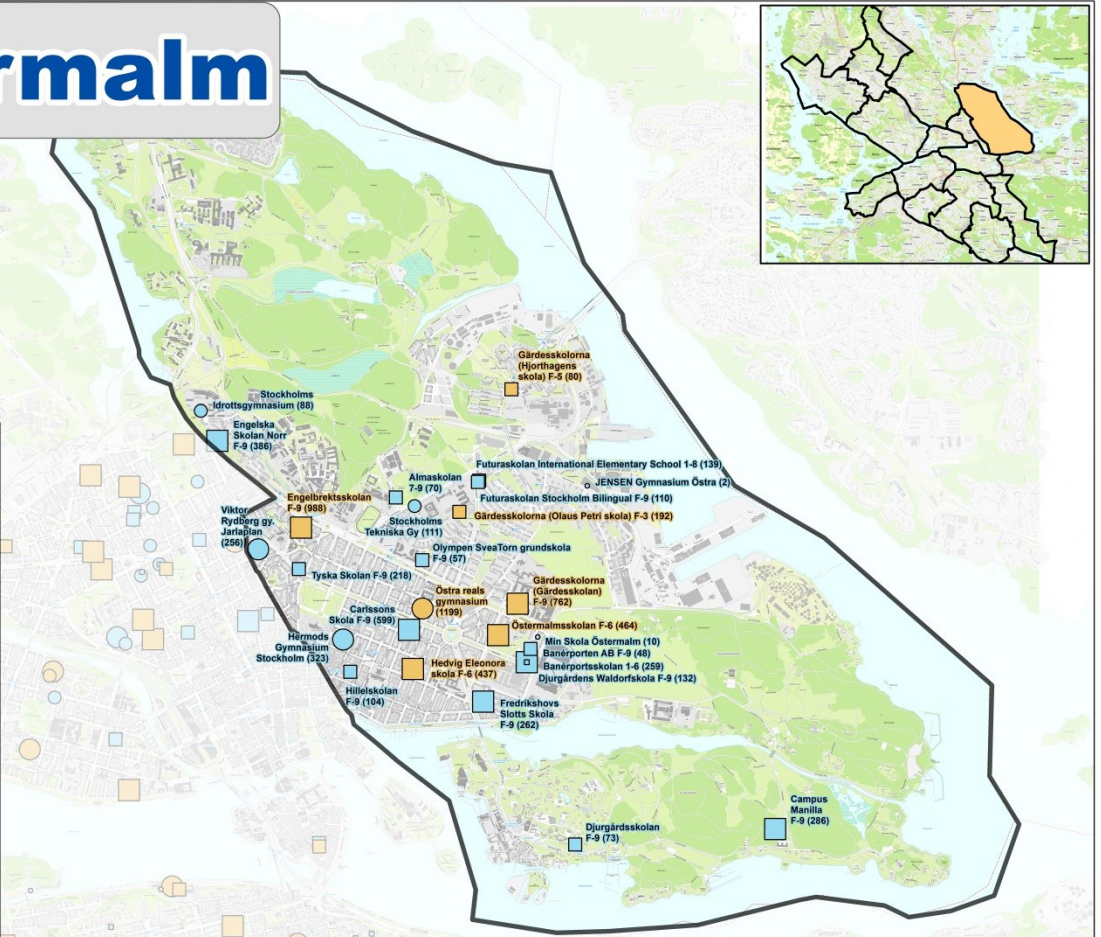 rmalm
Gärdesskolorna
(Hjorthagens
skola) F-5 (80)
Stockholms
Idrottsgymnasium (88)
Engelska
Skolan Norr
F-9 (386)
Futuraskolan International Elementary School 1-8 (139)
Almaskolan
7-9 (70)
JENSEN Gymnasium Östra (2)
Engelbrektsskolan
F-9 (988)
Futuraskolan Stockholm Bilingual F-9 (110)
Viktor
Rydberg gy.
Jarlaplan
(256)
Stockholms
Tekniska Gy (111)
Gärdesskolorna (Olaus Petri skola) F-3 (192)
Olympen SveaTorn grundskola
F-9 (57)
Tyska Skolan F-9 (218)
Östra reals
gymnasium
(1199)
Gärdesskolorna
(Gärdesskolan)
F-9 (762)
Carlssons
Skola F-9 (599)
Östermalmsskolan F-6 (464)
Hermods
Gymnasium
Stockholm (323)
Min Skola Östermalm (10)
Banérporten AB F-9 (48)
Banérportsskolan 1-6 (259)
Djurgårdens Waldorfskola F-9 (132)
Hedvig Eleonora
skola F-6 (437)
Hillelskolan
F-9 (104)
Fredrikshovs
Slotts Skola
F-9 (262)
Campus
Manilla
F-9 (286)
Djurgårdsskolan
F-9 (73)